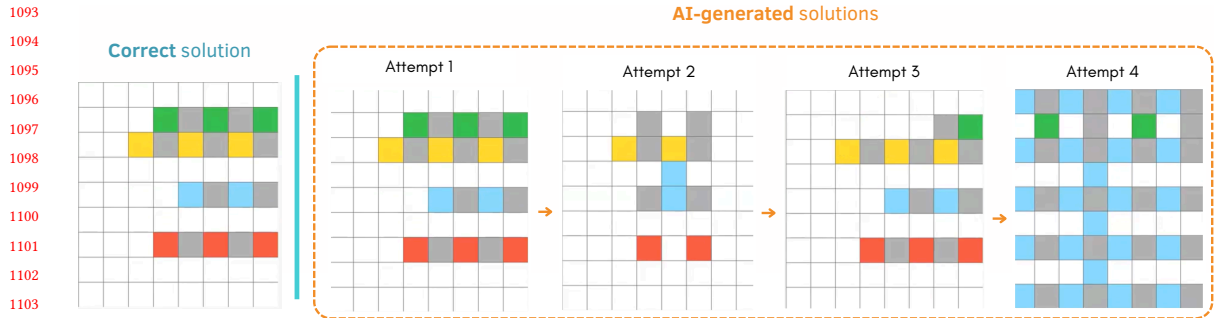 1093
AI-generated solutions
1094
Correct solution
1095
Attempt 1
Attempt 2
Attempt 3
Attempt 4
1096
1097
1098
1099
1100
1101
1102
1103